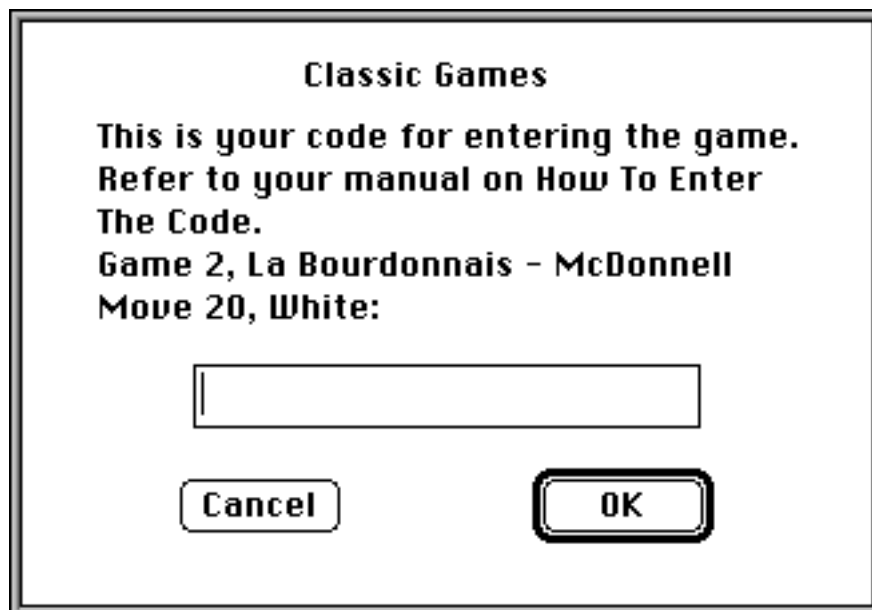 Classic Games
This is your code for entering the game.
Refer to your manual on How To Enter
The Code.
Game 2, La Bourdonnais - McDonnell
Move 20, White:
Cancel
OK